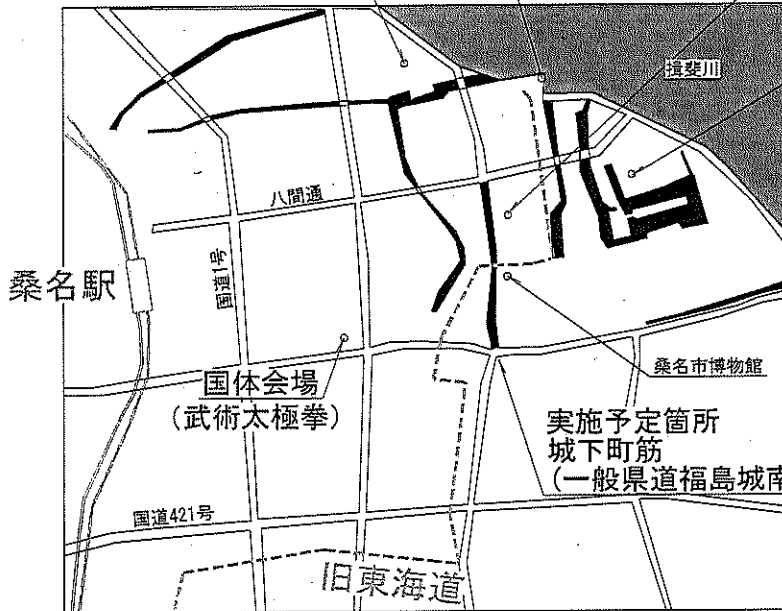 揖斐川
八間通
国道1号
桑名駅
桑名市博物館
国体会場
(武術太極拳)
実施予定箇所
城下町筋
(一般県道福島城南
国道421号
旧東海道